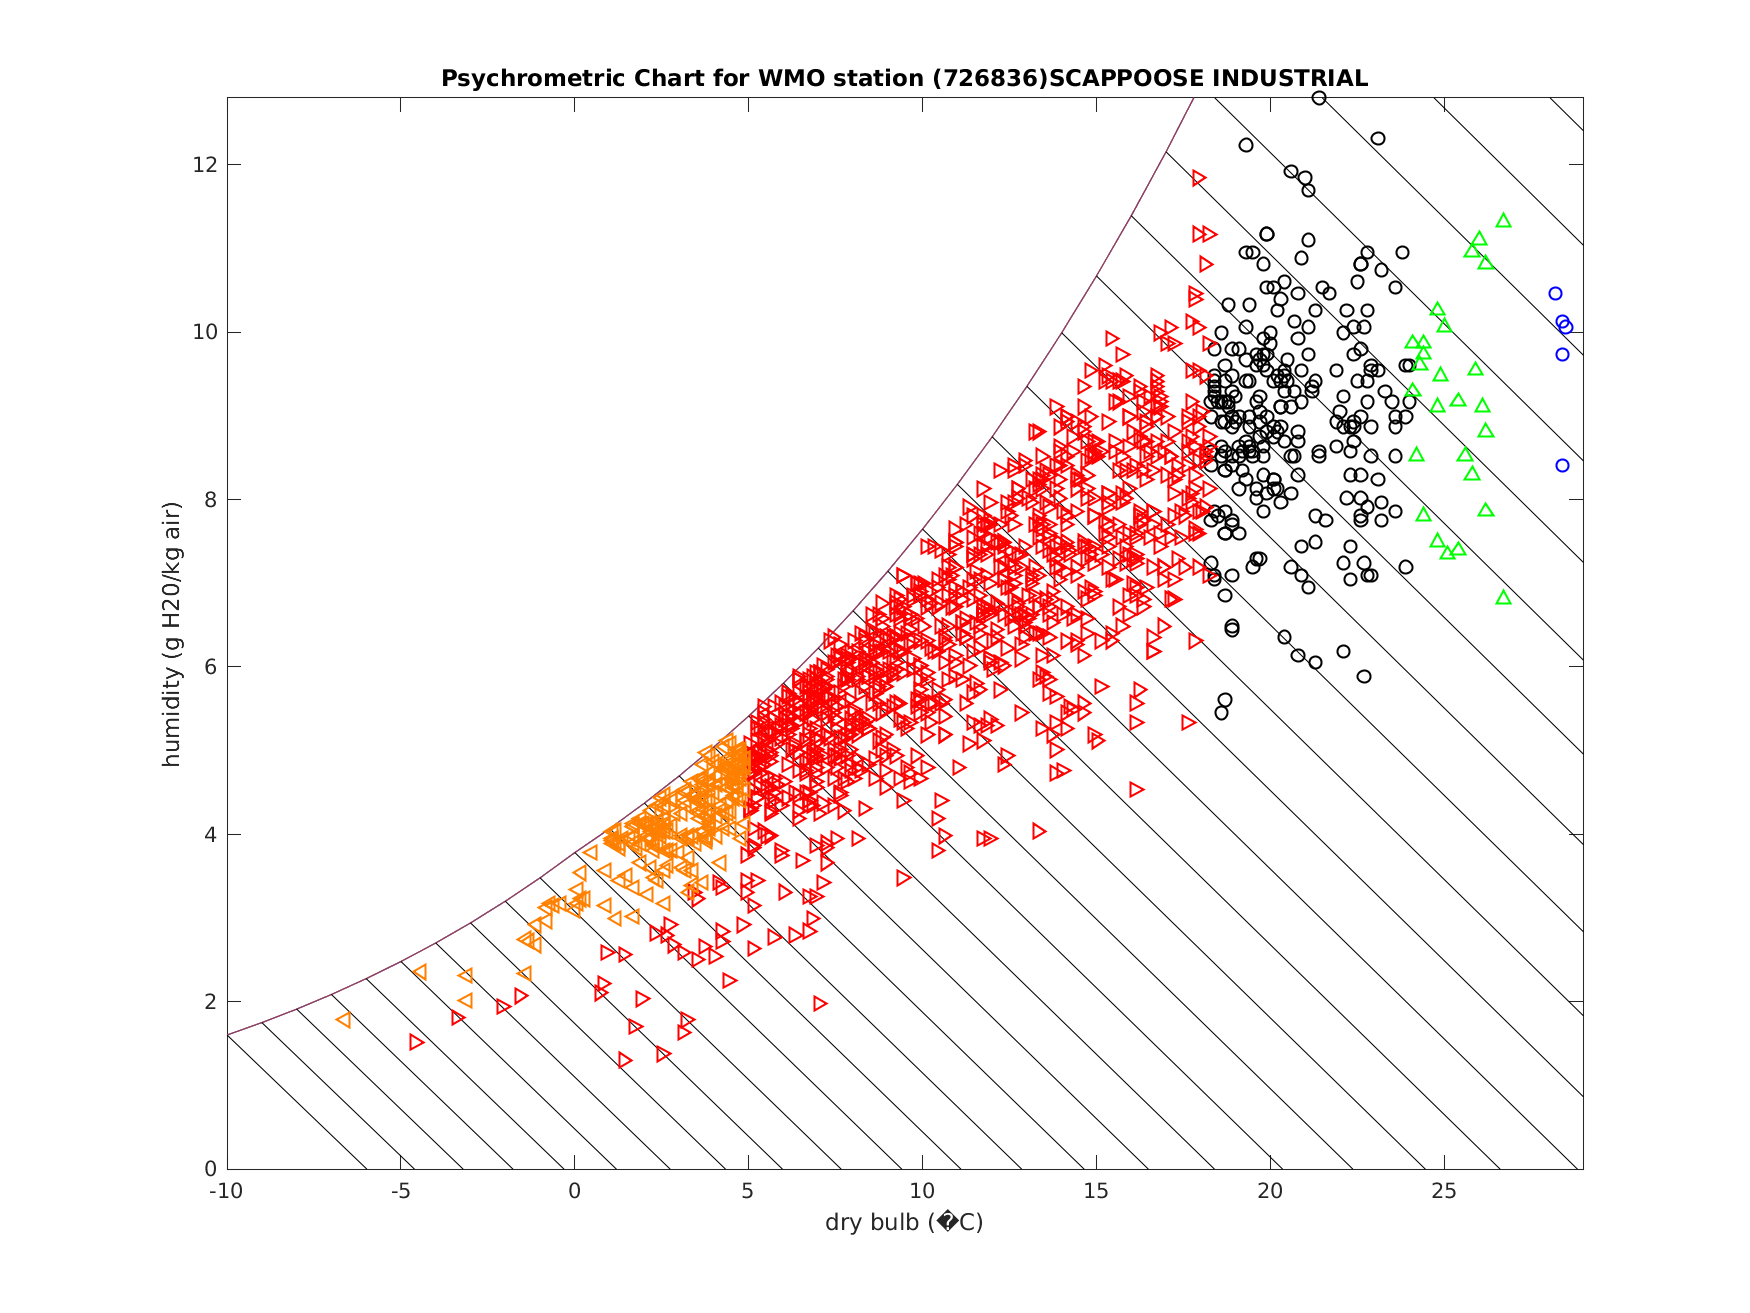 Psychrometric Chart for WMO station (726836)SCAPPOOSE INDUSTRIAL
humidity (g H20/kg air)
12
10
8
6
4
2
0
-10 -5 0 5 10 15 20 25
dry bulb (�C)